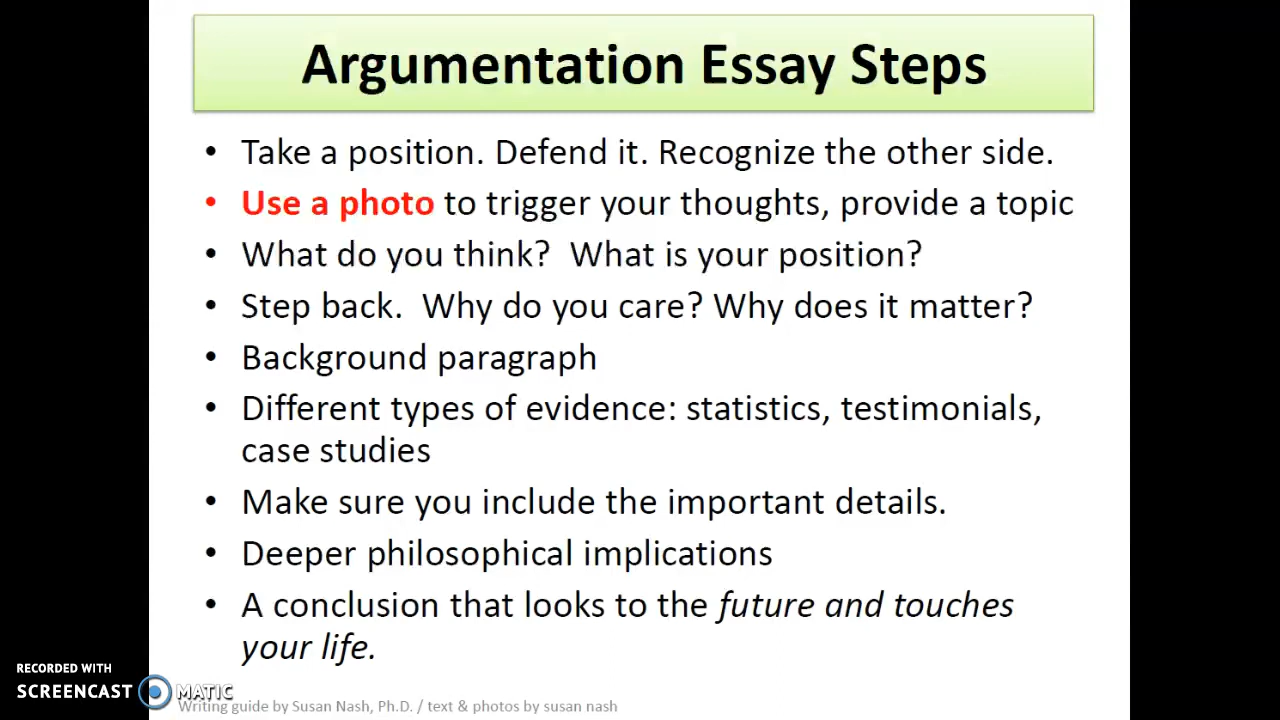 Argumentation Essay Steps
• Take a position. Defend it. Recognize the other side.
• Use a photo to trigger your thoughts, provide a topic
• What do you think?  What is your position?
• Step back.  Why do you care? Why does it matter?
• Background paragraph
• Different types of evidence: statistics, testimonials,
case studies
• Make sure you include the important details.
• Deeper philosophical implications
• A conclusion that looks to the future and touches
your life.
RECORDED WITH
SCREENCAST MATIC
Writing guide by Susan Nash, Ph.D. / text & photos by susan nash